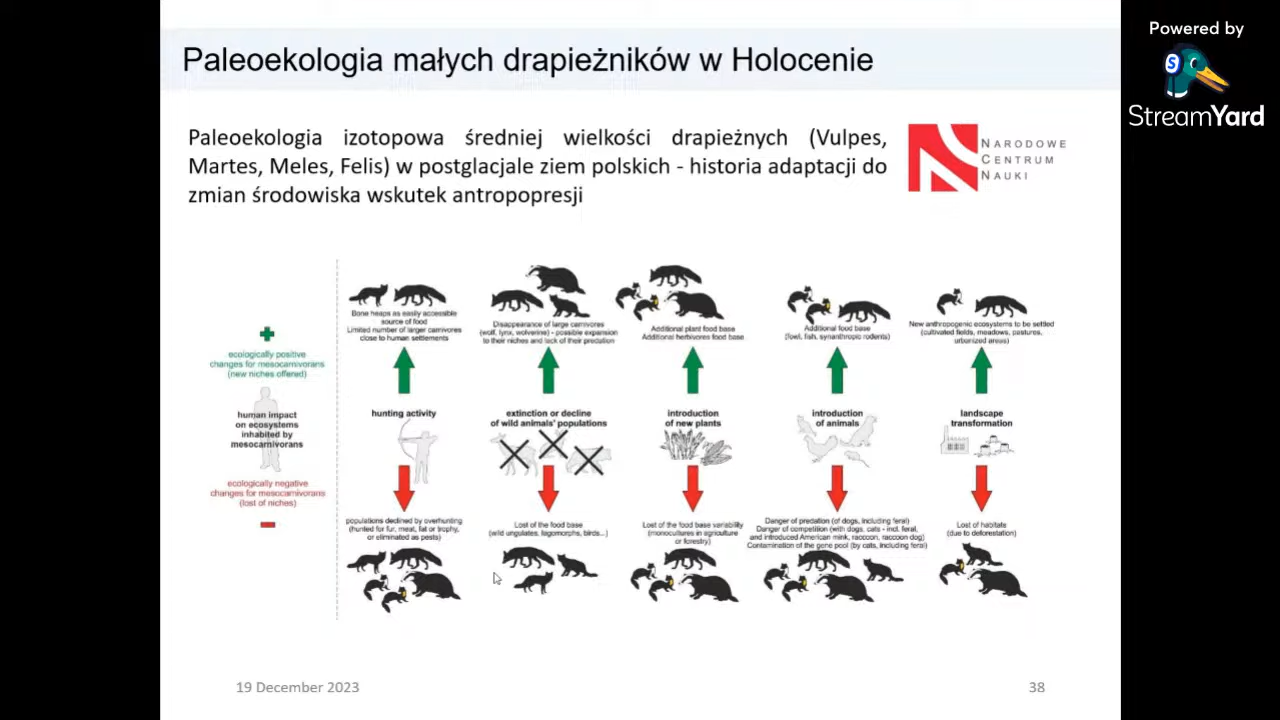 Powered by
StreamYard
Paleoekologia małych drapieżników w Holocenie
Paleoekologia izotopowa średniej wielkości drapieżnych (Vulpes,
Martes, Meles, Felis) w postglacjale ziem polskich - historia adaptacji do
zmian środowiska wskutek antropopresji
NARODOWE
CENTRUM
NAUKI
ecologically positive
changes for mesocarnivorans
(new niches offered)
human impact
on ecosystems
inhabited by
mesocarnivorans
ecologically negative
changes for mesocarnivorans
(lost of niches)
Bone heaps as easily accessible
source of food
Limited number of larger carnivores
close to human settlements
hunting activity
populations declined by overhunting
(hunted for fur, meat, fat or trophy,
or eliminated as pests)
Disappearance of large carnivores
(wolf, lynx, wolverine) - possible expansion
to their niches and lack of their predation
extinction or decline
of wild animals' populations
Lost of the food base
(wild ungulates, lagomorphs, birds...)
Additional plant food base
Additional herbivores food base
introduction
of new plants
Lost of the food base variability
(monocultures in agriculture
or forestry)
Additional food base
(fowl, fish, synanthropic rodents)
introduction
of animals
Danger of predation (of dogs, including feral)
Danger of competition (with dogs, cats - incl. feral,
and introduced American mink, raccoon, raccoon dog)
Contamination of the gene pool (by cats, including feral)
New anthropogenic ecosystems to be settled
(cultivated fields, meadows, pastures,
urbanized areas)
landscape
transformation
Lost of habitats
(due to deforestation)
19 December 2023
38